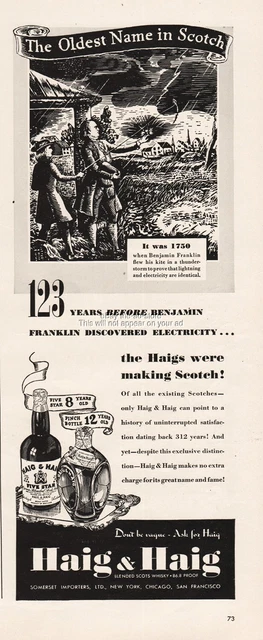 The Oldest Name in Scotch
It was 1750
when Benjamin Franklin
flew his kite in a thunder-
storm to prove that lightning
and electricity are identical.
123 YEARS BEFORE BENJAMIN
This will not appear on your ad
FRANKLIN DISCOVERED ELECTRICITY...
the Haigs were
making Scotch!
Of all the existing Scotches—
only Haig & Haig can point to a
history of uninterrupted satisfac-
tion dating back 312 years! And
yet—despite this exclusive distinc-
tion—Haig & Haig makes no extra
charge for its great name and fame!
FIVE STAR 8 YEARS OLD
PINCH BOTTLE 12 YEARS OLD
HAIG & HAIG
FIVE STAR
Don't be vague - Ask for Haig
Haig & Haig
BLENDED SCOTS WHISKY • 86.8 PROOF
SOMERSET IMPORTERS, LTD., NEW YORK, CHICAGO, SAN FRANCISCO
73